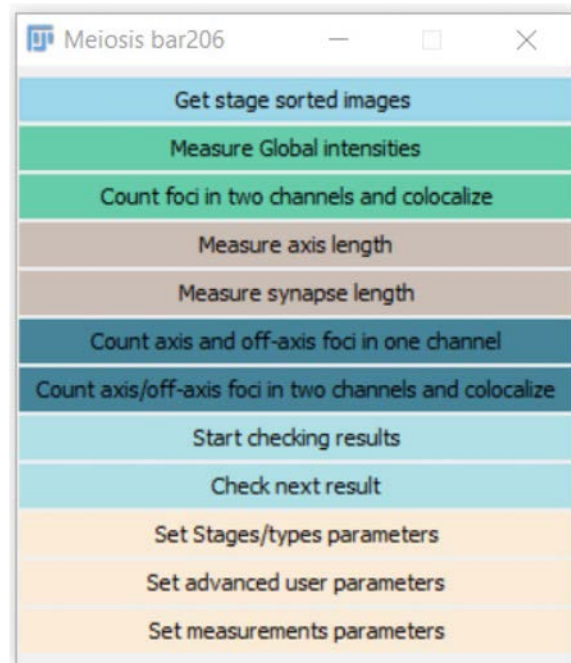 Meiosis bar206
Get stage sorted images
Measure Global intensities
Count foci in two channels and colocalize
Measure axis length
Measure synapse length
Count axis and off-axis foci in one channel
Count axis/off-axis foci in two channels and colocalize
Start checking results
Check next result
Set Stages/types parameters
Set advanced user parameters
Set measurements parameters